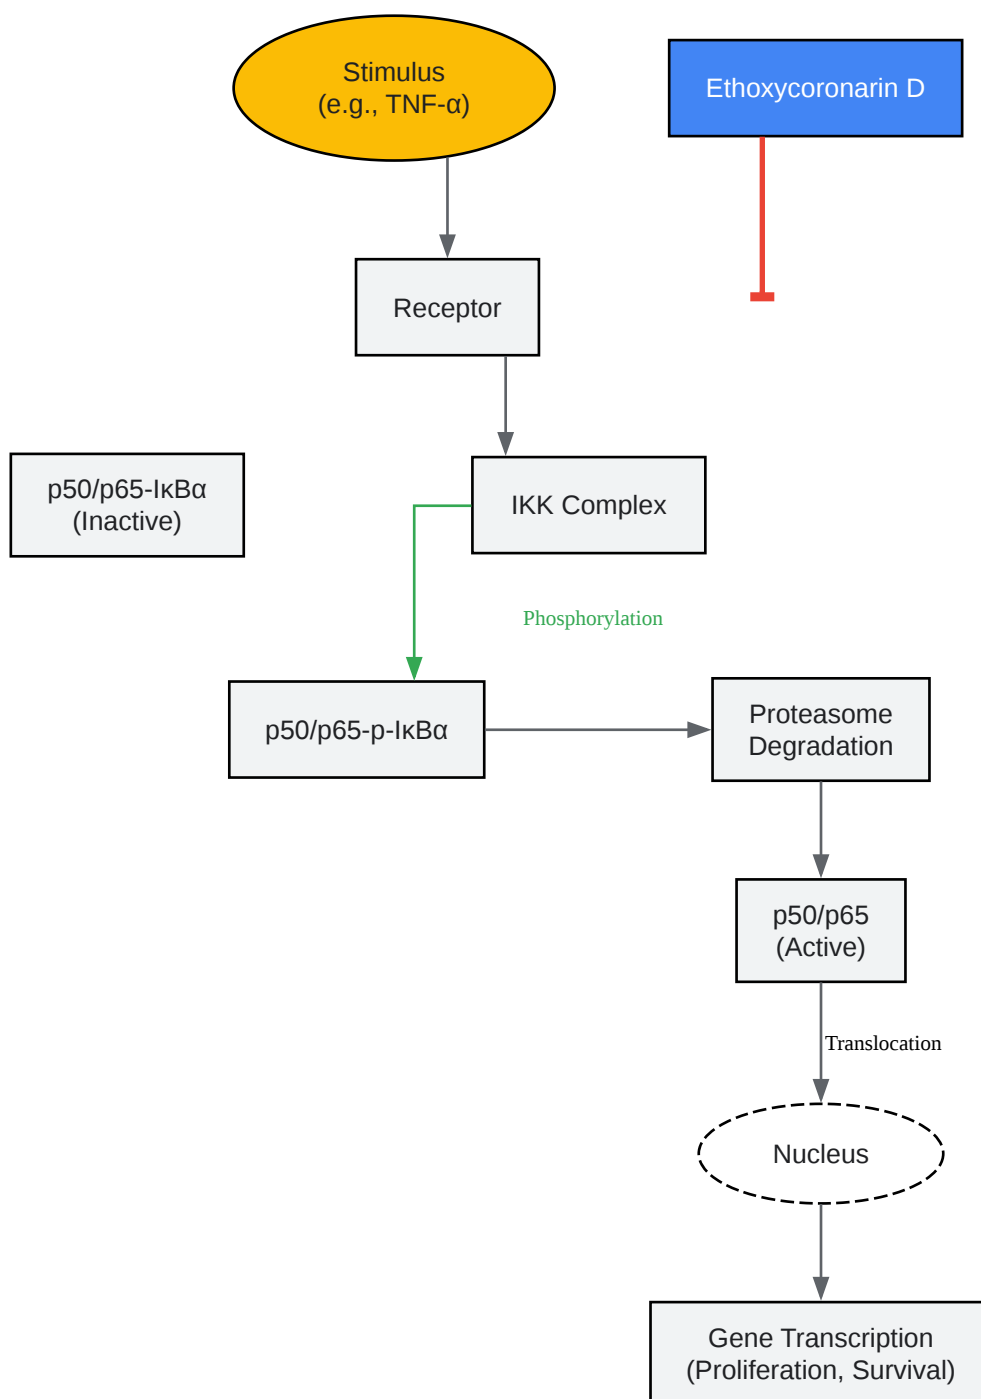 Stimulus
(e.g., TNF-α)
Ethoxycoronarin D
Receptor
p50/p65-IκBα
(Inactive)
IKK Complex
Phosphorylation
p50/p65-p-IκBα
Proteasome
Degradation
p50/p65
(Active)
Translocation
Nucleus
Gene Transcription
(Proliferation, Survival)